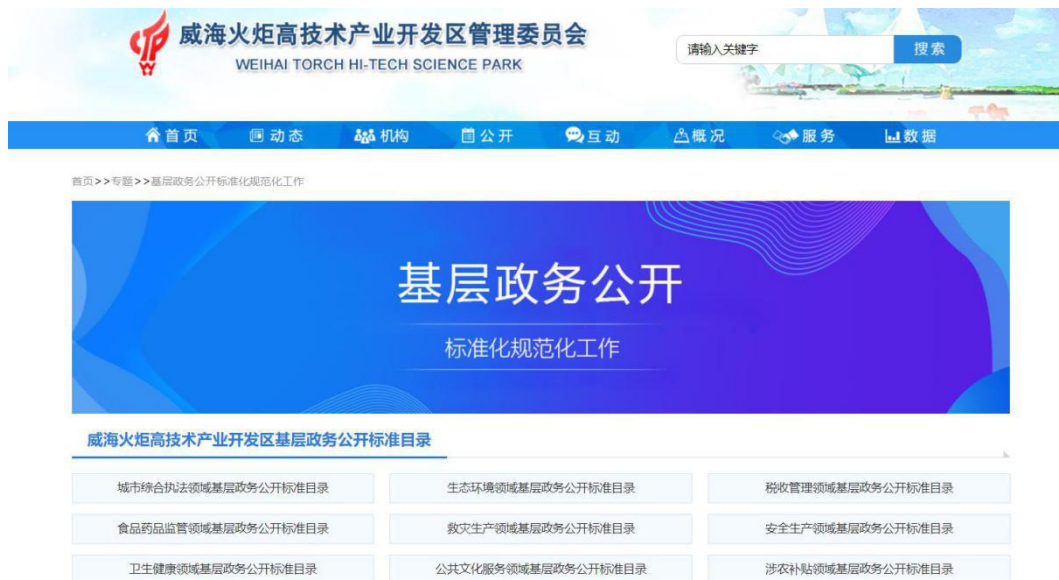 威海火炬高技术产业开发区管理委员会
WEIHAI TORCH HI-TECH SCIENCE PARK
请输入关键字
搜索
首页 动态 机构 公开 互动 概况 服务 数据
首页>>专题>>基层政务公开标准化规范化工作
基层政务公开
标准化规范化工作
威海火炬高技术产业开发区基层政务公开标准目录
城市综合执法领域基层政务公开标准目录 生态环境领域基层政务公开标准目录 税收管理领域基层政务公开标准目录
食品药品监管领域基层政务公开标准目录 救灾生产领域基层政务公开标准目录 安全生产领域基层政务公开标准目录
卫生健康领域基层政务公开标准目录 公共文化服务领域基层政务公开标准目录 涉农补贴领域基层政务公开标准目录